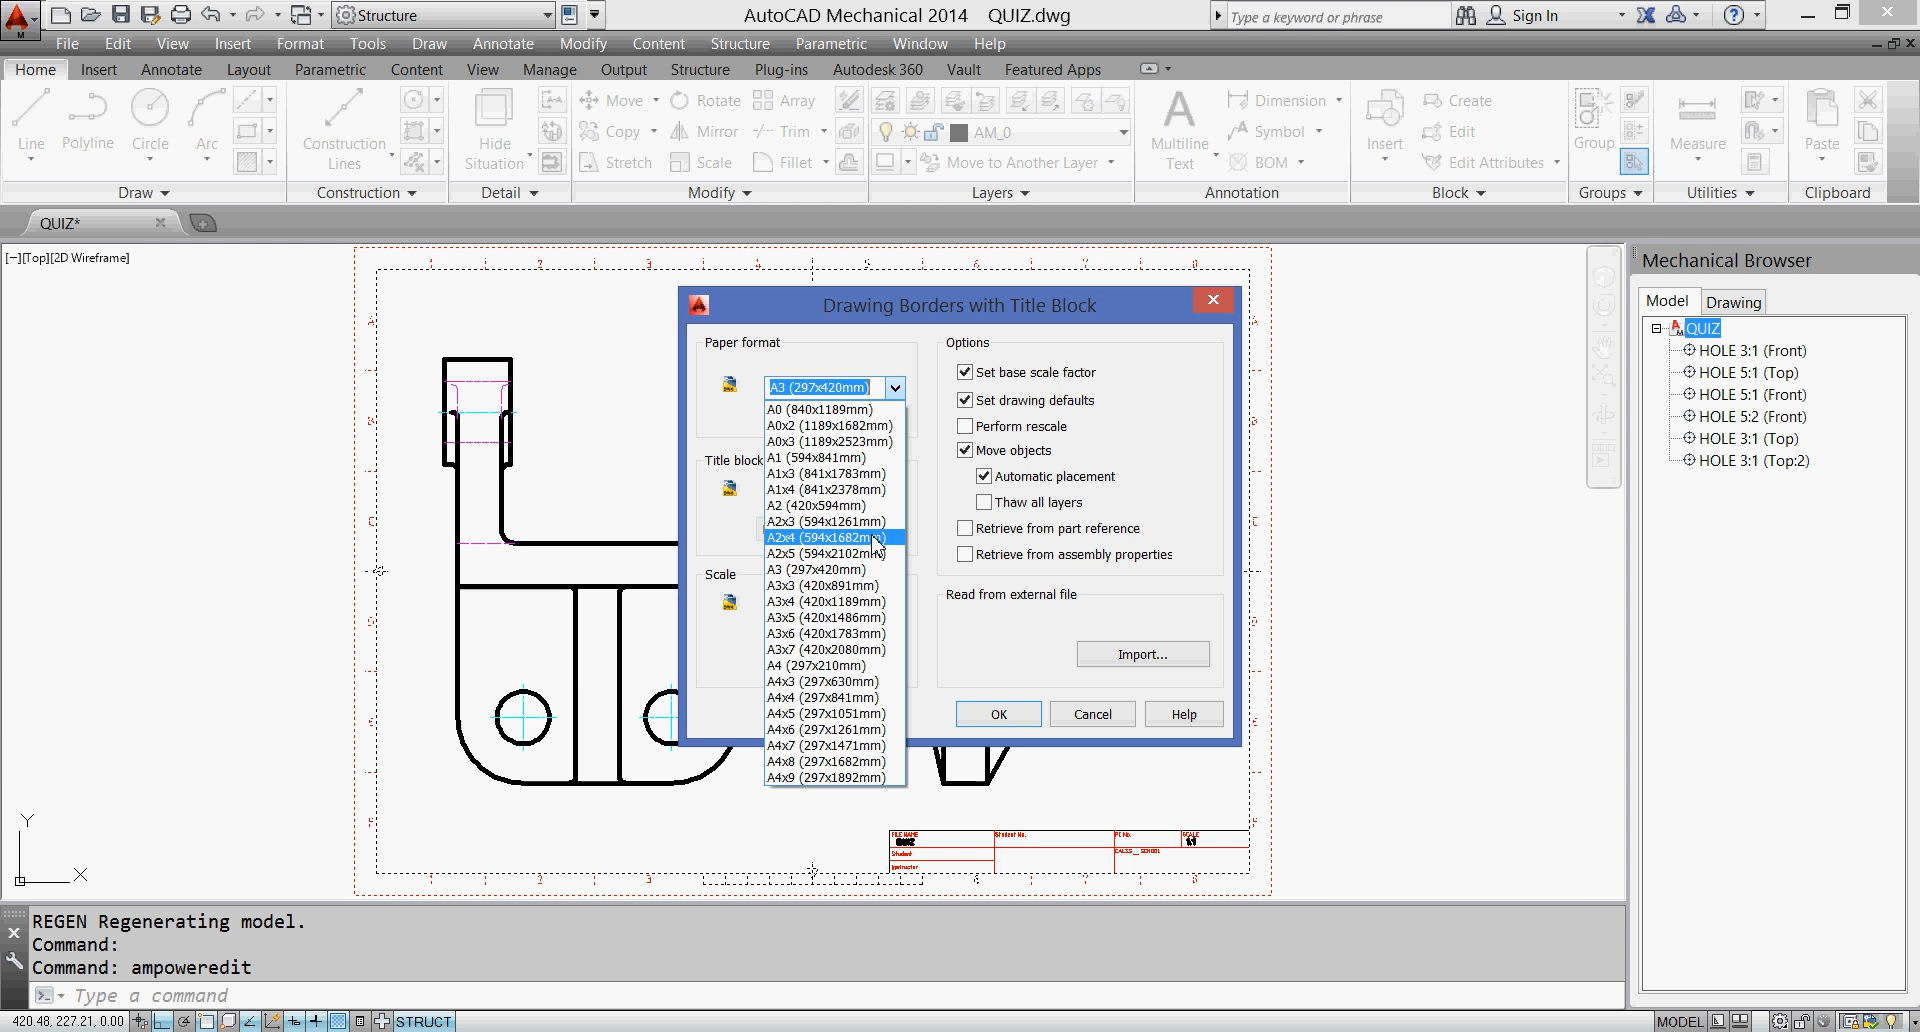 Structure
AutoCAD Mechanical 2014 QUIZ.dwg
Type a keyword or phrase
Sign In
File Edit View Insert Format Tools Draw Annotate Modify Content Structure Parametric Window Help
Home Insert Annotate Layout Parametric Content View Manage Output Structure Plug-ins Autodesk 360 Vault Featured Apps
Line Polyline Circle Arc
Construction Lines
Hide Situation
Move Rotate Array
Copy Mirror Trim
Stretch Scale Fillet
AM_0
Move to Another Layer
Multiline Text
Dimension
Symbol
BOM
Insert
Create
Edit
Edit Attributes
Group
Measure
Paste
Draw Construction Detail Modify Layers Annotation Block Groups Utilities Clipboard
QUIZ*
[−][Top][2D Wireframe]
Drawing Borders with Title Block
Paper format
A3 (297x420mm)
A0 (840x1189mm)
A0x2 (1189x1682mm)
A0x3 (1189x2523mm)
A1 (594x841mm)
A1x3 (841x1783mm)
A1x4 (841x2378mm)
A2 (420x594mm)
A2x3 (594x1261mm)
A2x4 (594x1682mm)
A2x5 (594x2102mm)
A3 (297x420mm)
A3x3 (420x891mm)
A3x4 (420x1189mm)
A3x5 (420x1486mm)
A3x6 (420x1783mm)
A3x7 (420x2080mm)
A4 (297x210mm)
A4x3 (297x630mm)
A4x4 (297x841mm)
A4x5 (297x1051mm)
A4x6 (297x1261mm)
A4x7 (297x1471mm)
A4x8 (297x1682mm)
A4x9 (297x1892mm)
Title block
Scale
Options
Set base scale factor
Set drawing defaults
Perform rescale
Move objects
Automatic placement
Thaw all layers
Retrieve from part reference
Retrieve from assembly properties
Read from external file
Import...
OK Cancel Help
FILE NAME Student No. PC No. SCALE
QUIZ 1:1
Student
Instructor
Mechanical Browser
Model Drawing
QUIZ
HOLE 3:1 (Front)
HOLE 5:1 (Top)
HOLE 5:1 (Front)
HOLE 5:2 (Front)
HOLE 3:1 (Top)
HOLE 3:1 (Top:2)
Y
X
REGEN Regenerating model.
Command:
Command: ampoweredit
Type a command
420.48, 227.21, 0.00
STRUCT
MODEL